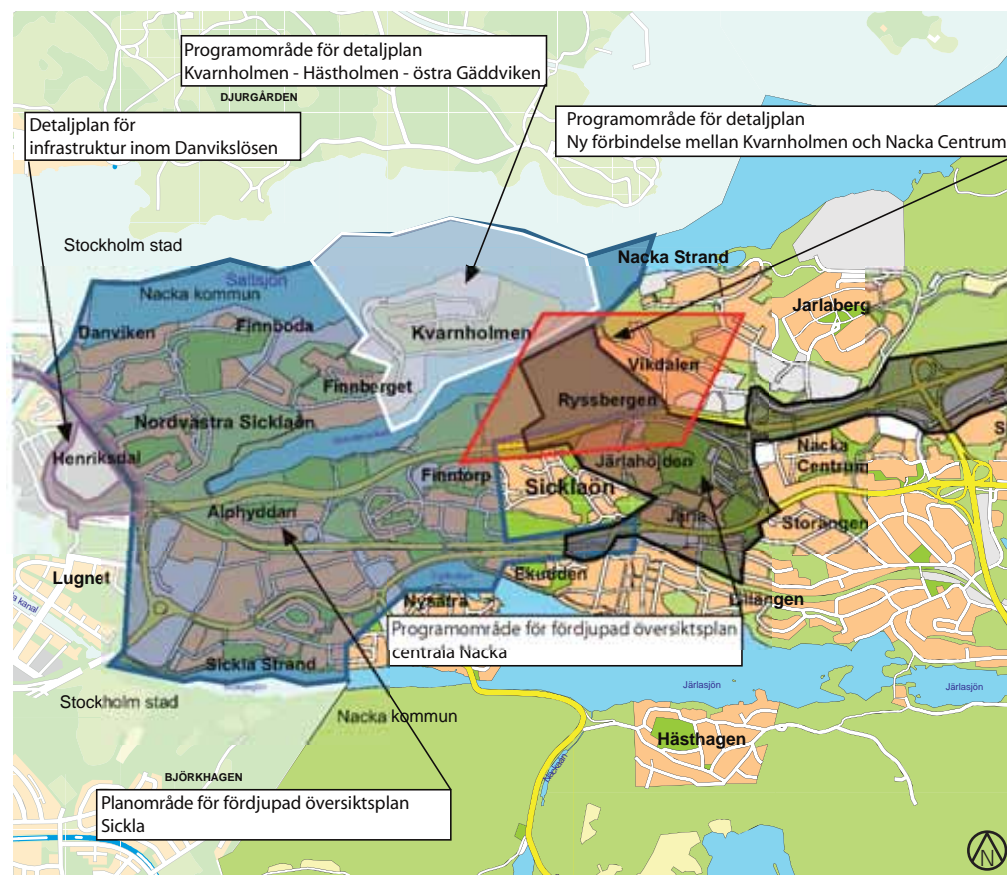 Programområde för detaljplan
Kvarnholmen - Hästholmen - östra Gäddviken
DJURGÅRDEN
Detaljplan för
infrastruktur inom Danvikslösen
Programområde för detaljplan
Ny förbindelse mellan Kvarnholmen och Nacka Centrum
Stockholm stad
Saltsjön
Nacka kommun
Nacka Strand
Jarlaberg
Danviken
Finnboda
Kvarnholmen
Vikdalen
Finnberget
Ryssbergen
Nordvästra Sicklaön
Henriksdal
Finntorp
Järlahöjden
Nacka
Centrum
Sicklaön
Alphyddan
Järla
Storängen
Lugnet
kanal
Ekudden
Nysätra
Lillängen
Programområde för fördjupad översiktsplan
centrala Nacka
Sickla Strand
Järlasjön
Järlasjön
Stockholm stad
Nacka kommun
Hästhagen
Nackaån
BJÖRKHAGEN
Planområde för fördjupad översiktsplan
Sickla
N